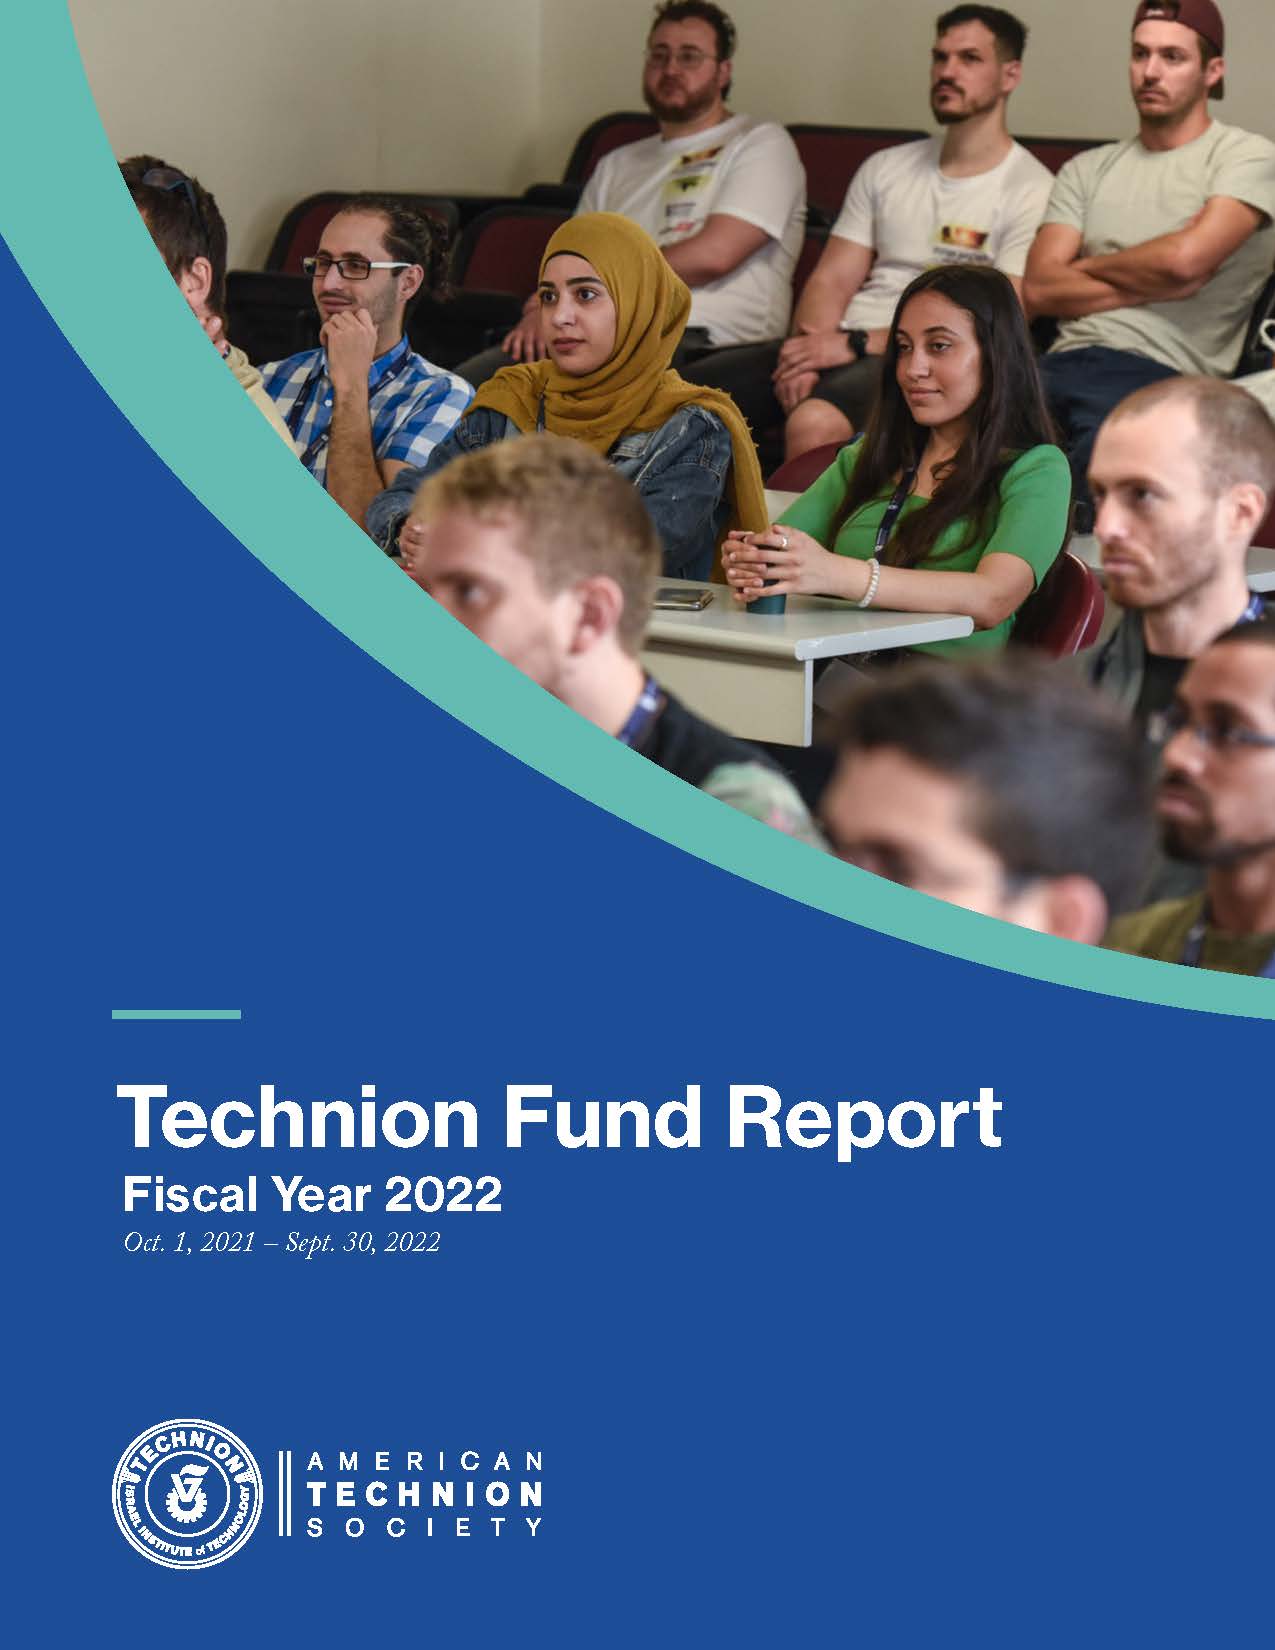 Technion Fund Report
Fiscal Year 2022
Oct. 1, 2021 – Sept. 30, 2022
TECHNION
ISRAEL INSTITUTE of TECHNOLOGY
AMERICAN
TECHNION
SOCIETY